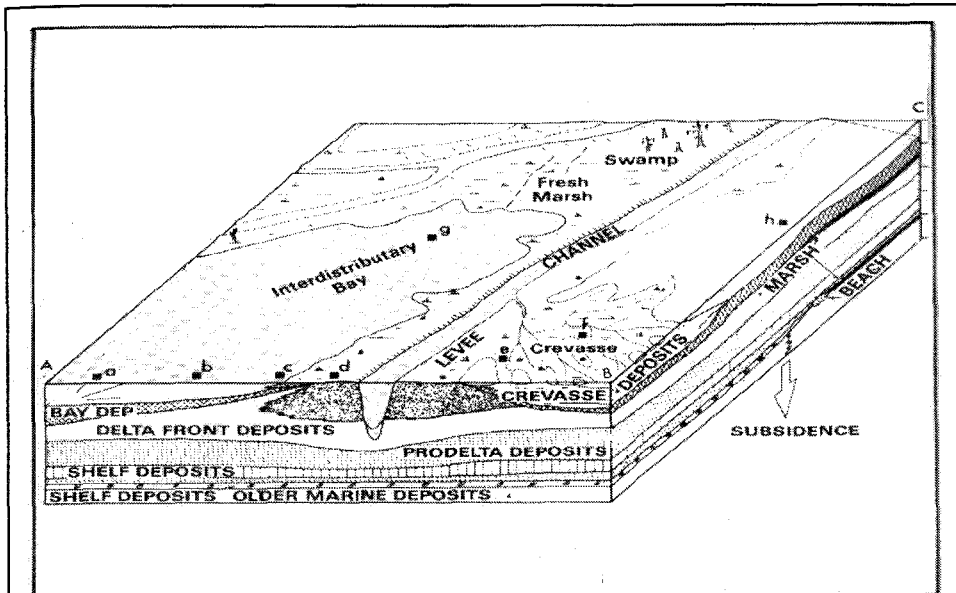 C
Swamp
Fresh
Marsh
h
g
CHANNEL
Interdistributary
Bay
MARSH
BEACH
f
LEVEE
Crevasse
e
A
a
b
c
d
B
DEPOSITS
CREVASSE
BAY DEP
DELTA FRONT DEPOSITS
SUBSIDENCE
PRODELTA DEPOSITS
SHELF DEPOSITS
SHELF DEPOSITS OLDER MARINE DEPOSITS